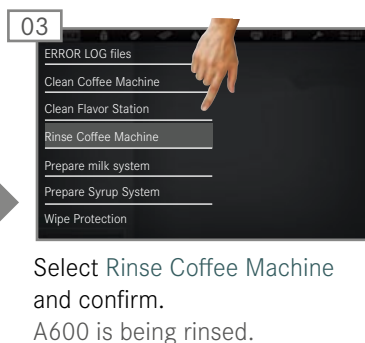 03
ERROR LOG files
Clean Coffee Machine
Clean Flavor Station
Rinse Coffee Machine
Prepare milk system
Prepare Syrup System
Wipe Protection
Select Rinse Coffee Machine
and confirm.
A600 is being rinsed.